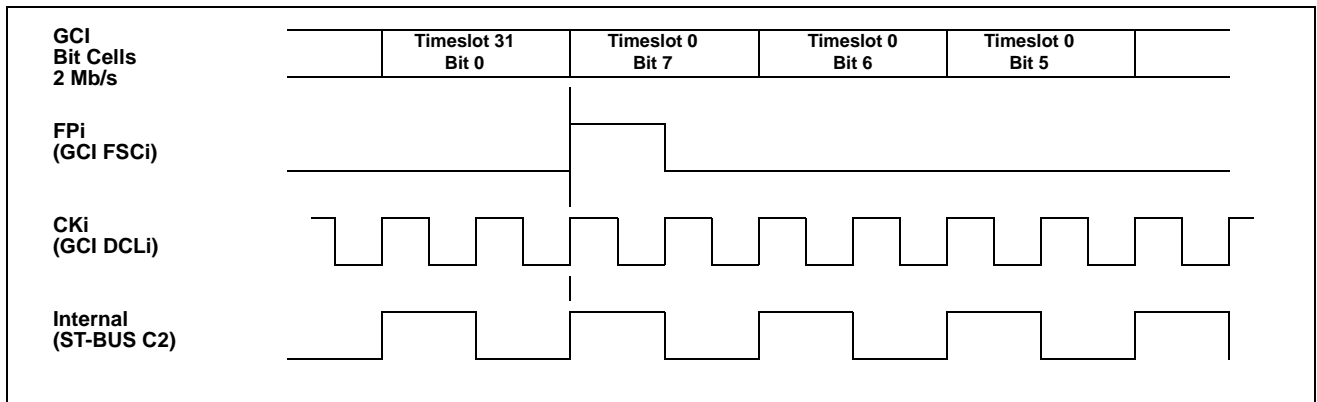 GCI
Bit Cells
2 Mb/s
Timeslot 31
Bit 0
Timeslot 0
Bit 7
Timeslot 0
Bit 6
Timeslot 0
Bit 5
FPi
(GCI FSCi)
CKi
(GCI DCLi)
Internal
(ST-BUS C2)